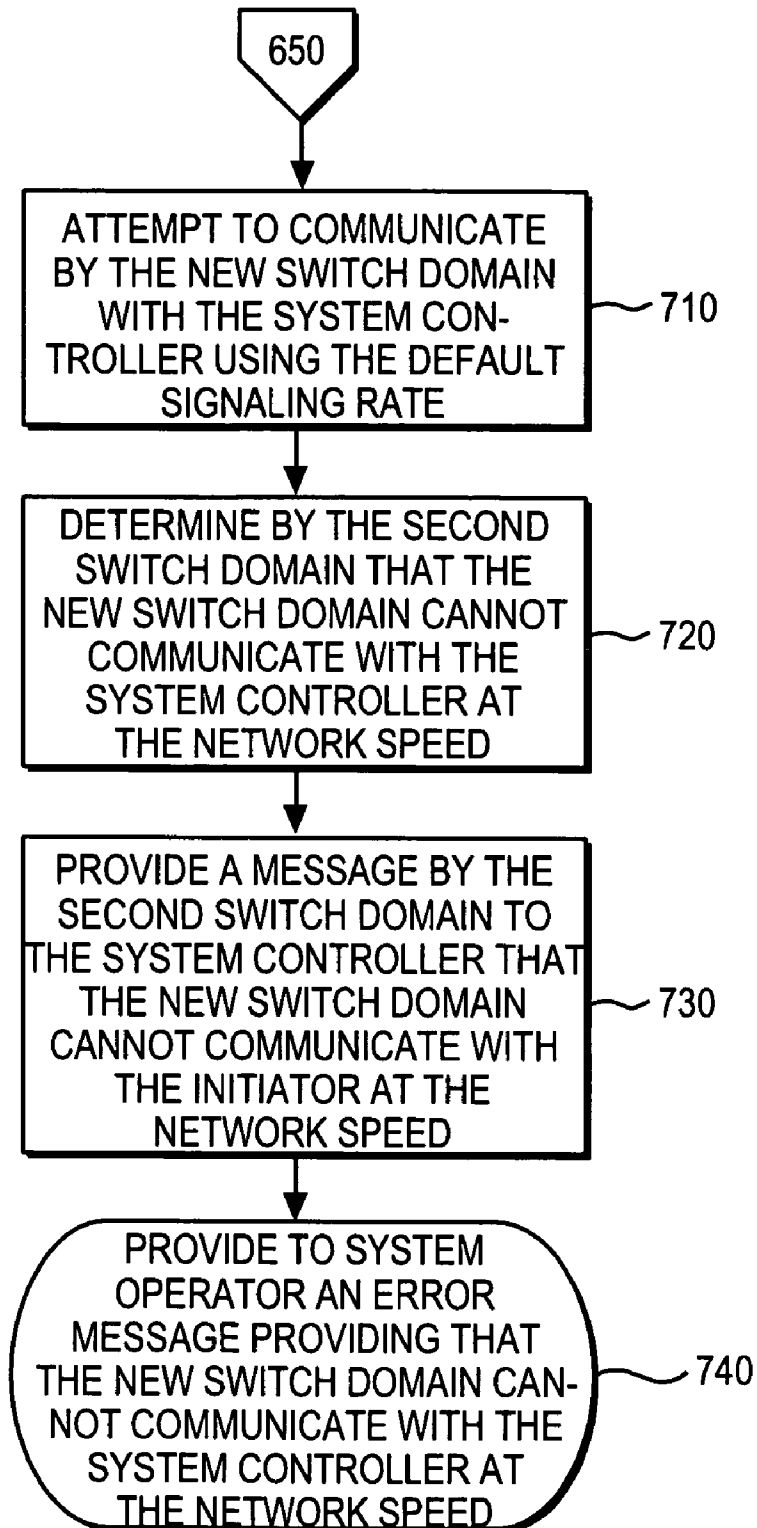 650
ATTEMPT TO COMMUNICATE
BY THE NEW SWITCH DOMAIN
WITH THE SYSTEM CON-
TROLLER USING THE DEFAULT
SIGNALING RATE
710
DETERMINE BY THE SECOND
SWITCH DOMAIN THAT THE
NEW SWITCH DOMAIN CANNOT
COMMUNICATE WITH THE
SYSTEM CONTROLLER AT
THE NETWORK SPEED
720
PROVIDE A MESSAGE BY THE
SECOND SWITCH DOMAIN TO
THE SYSTEM CONTROLLER THAT
THE NEW SWITCH DOMAIN
CANNOT COMMUNICATE WITH
THE INITIATOR AT THE
NETWORK SPEED
730
PROVIDE TO SYSTEM
OPERATOR AN ERROR
MESSAGE PROVIDING THAT
THE NEW SWITCH DOMAIN CAN-
NOT COMMUNICATE WITH THE
SYSTEM CONTROLLER AT
THE NETWORK SPEED
740